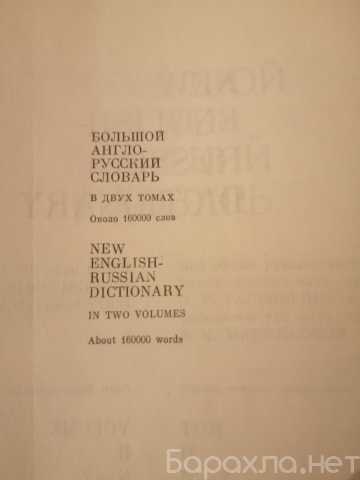 БОЛЬШОЙ
АНГЛО-
РУССКИЙ
СЛОВАРЬ
В ДВУХ ТОМАХ
Около 160000 слов
NEW
ENGLISH-
RUSSIAN
DICTIONARY
IN TWO VOLUMES
About 160000 words
Барахла.нет